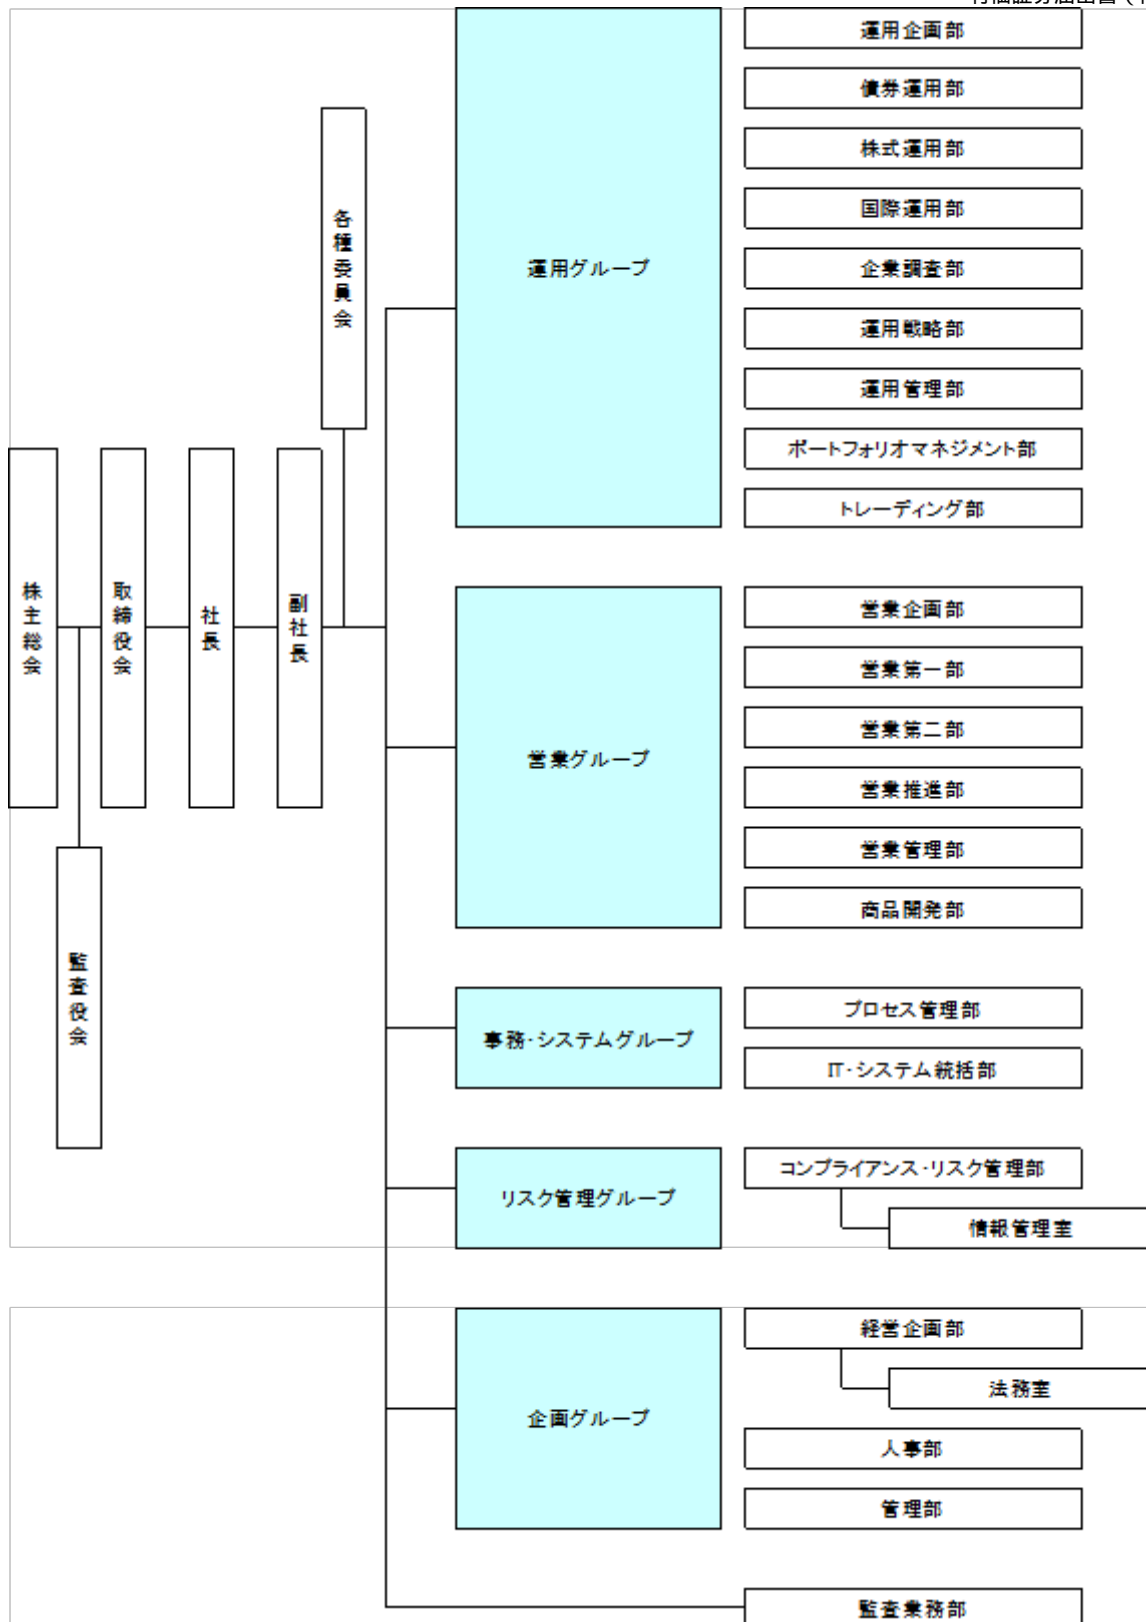 運用企画部
債券運用部
株式運用部
国際運用部
企業調査部
運用戦略部
運用管理部
ポートフォリオマネジメント部
トレーディング部
運用グループ
各種委員会
株主総会
取締役会
社長
副社長
監査役会
営業グループ
営業企画部
営業第一部
営業第二部
営業推進部
営業管理部
商品開発部
事務・システムグループ
プロセス管理部
IT・システム統括部
リスク管理グループ
コンプライアンス・リスク管理部
情報管理室
企画グループ
経営企画部
法務室
人事部
管理部
監査業務部